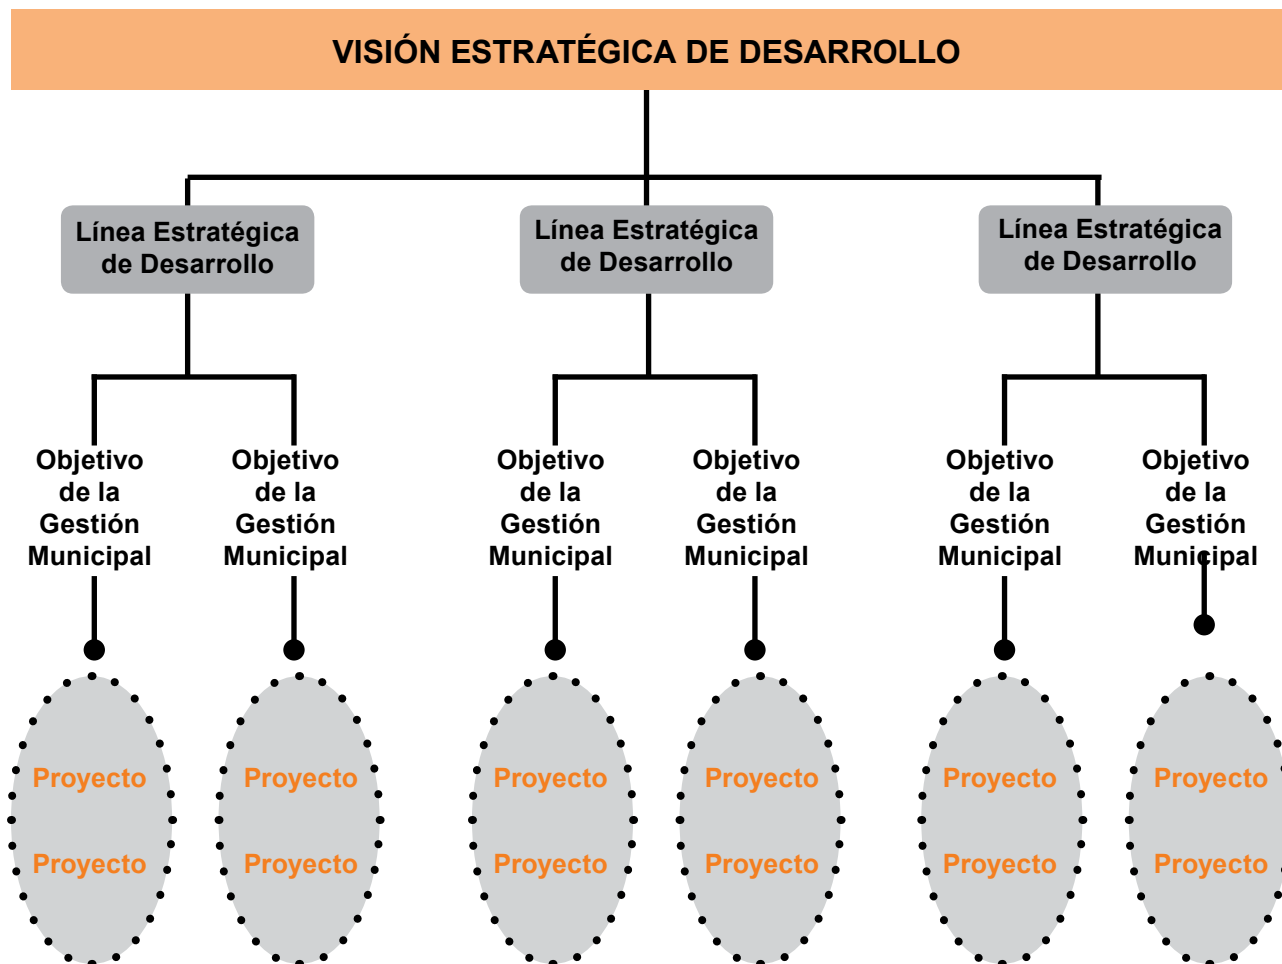 VISIÓN ESTRATÉGICA DE DESARROLLO
Línea Estratégica
de Desarrollo
Línea Estratégica
de Desarrollo
Línea Estratégica
de Desarrollo
Objetivo
de la
Gestión
Municipal
Objetivo
de la
Gestión
Municipal
Objetivo
de la
Gestión
Municipal
Objetivo
de la
Gestión
Municipal
Objetivo
de la
Gestión
Municipal
Objetivo
de la
Gestión
Municipal
Proyecto
Proyecto
Proyecto
Proyecto
Proyecto
Proyecto
Proyecto
Proyecto
Proyecto
Proyecto
Proyecto
Proyecto